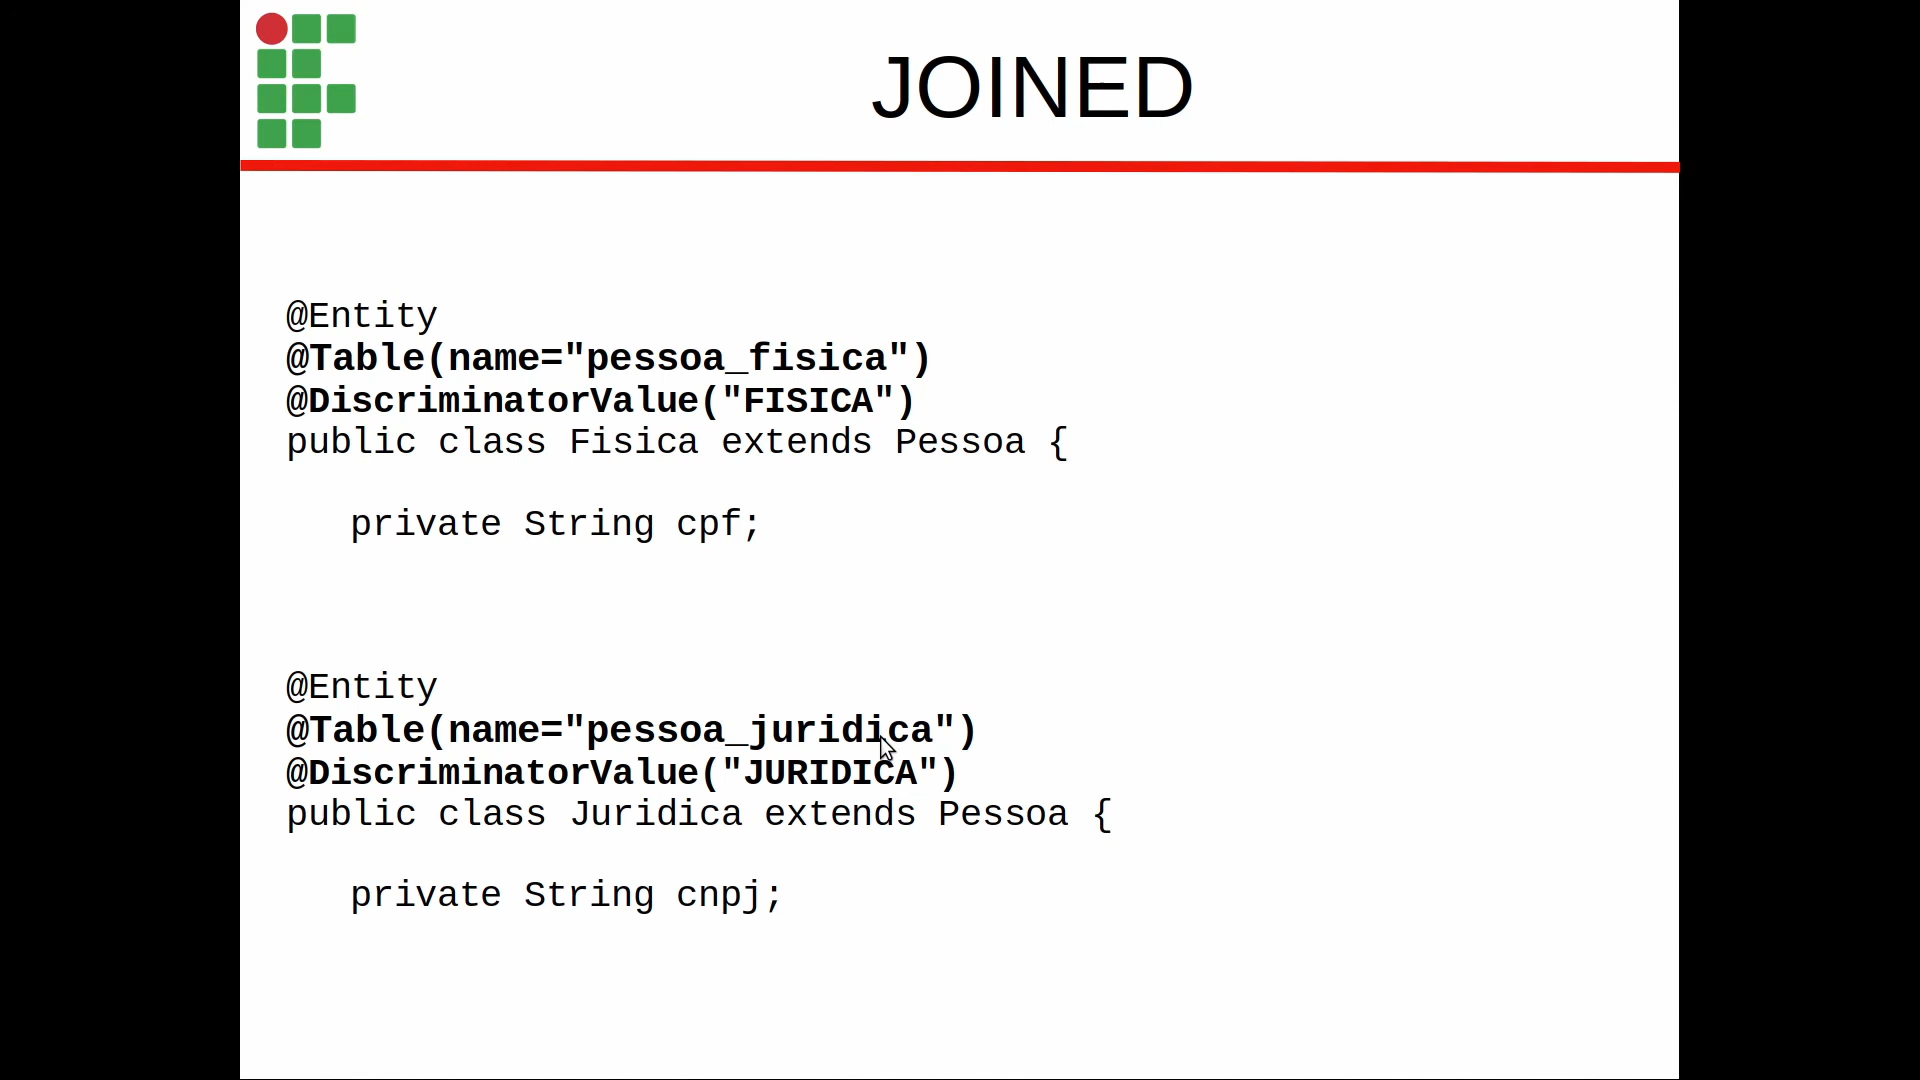 JOINED
@Entity
@Table(name="pessoa_fisica")
@DiscriminatorValue("FISICA")
public class Fisica extends Pessoa {
private String cpf;
@Entity
@Table(name="pessoa_juridica")
@DiscriminatorValue("JURIDICA")
public class Juridica extends Pessoa {
private String cnpj;